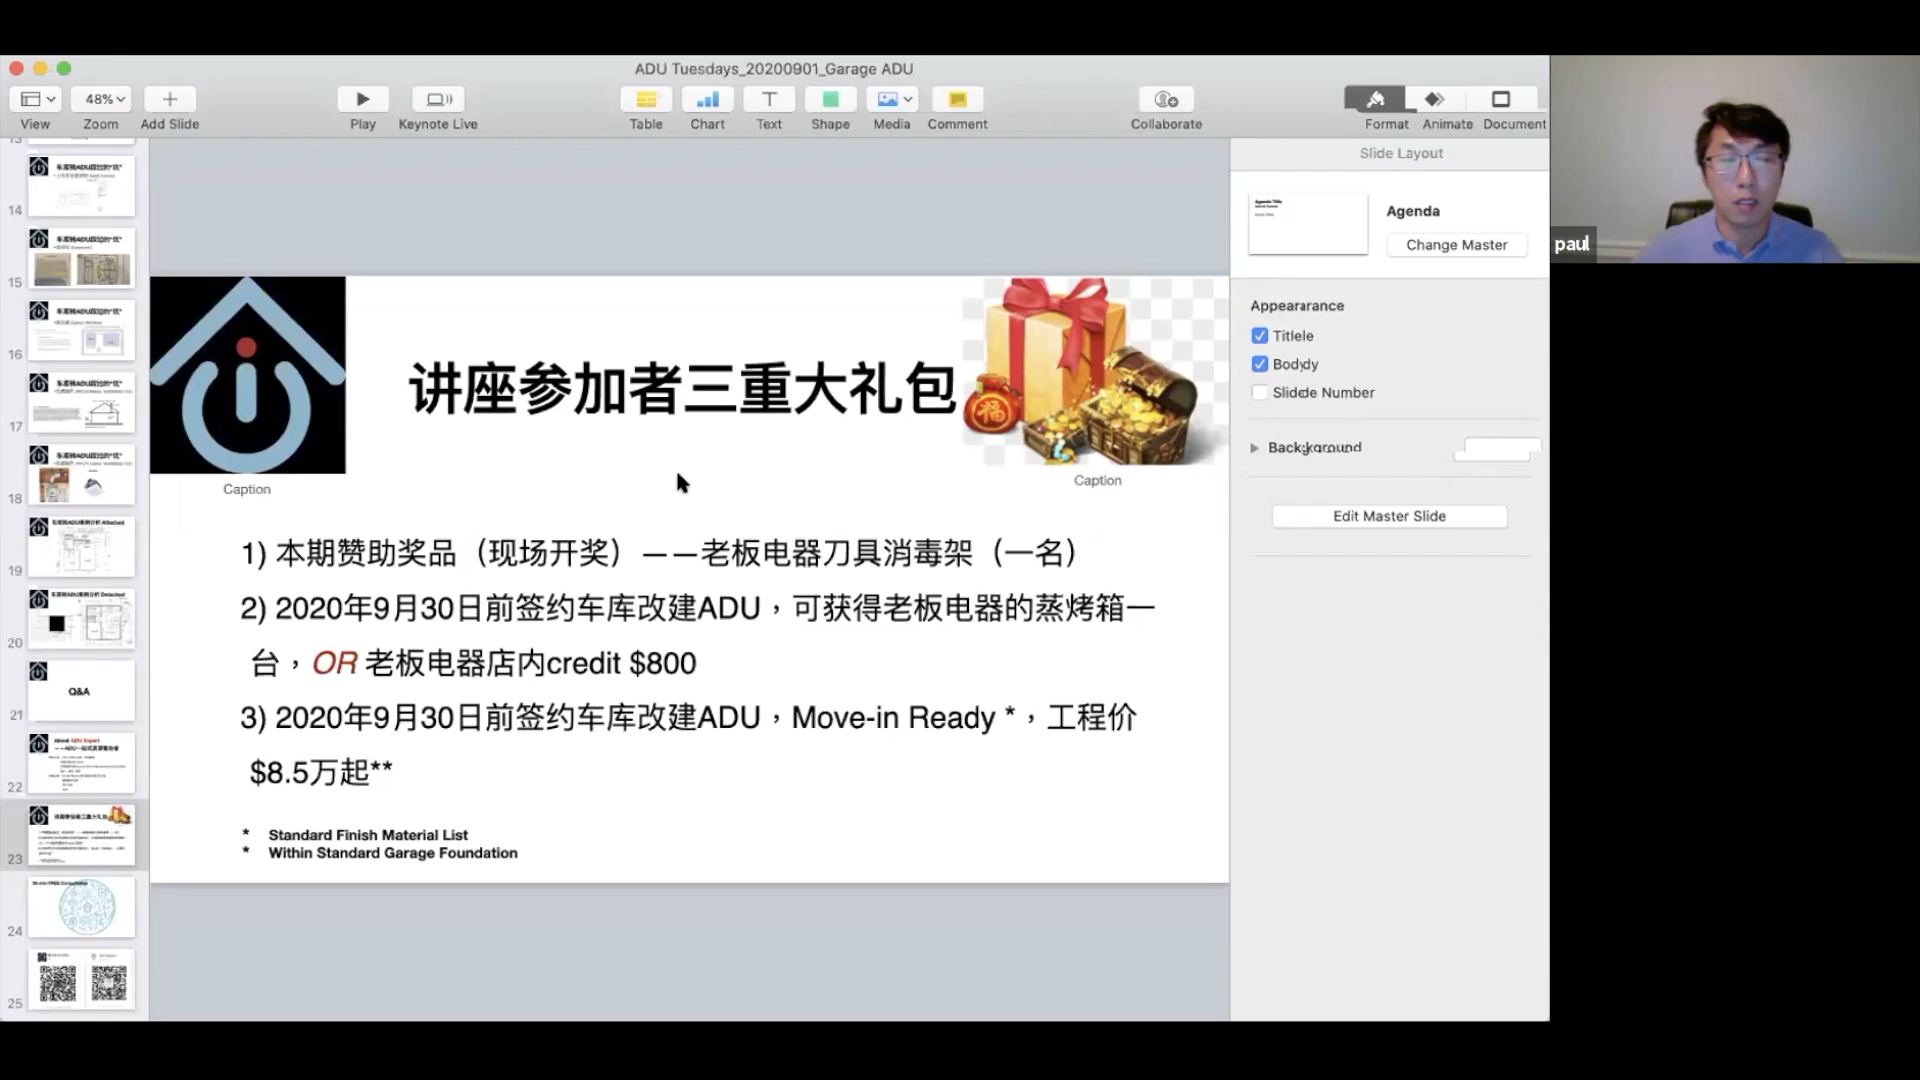 ADU Tuesdays_20200901_Garage ADU
48%
View
Zoom
Add Slide
Play
Keynote Live
Table
Chart
Text
Shape
Media
Comment
Collaborate
Format
Animate
Document
Slide Layout
Agenda
Change Master
Appearance
Title
Body
Slide Number
Background
Edit Master Slide
paul
14
15
16
17
18
19
20
21
Q&A
22
23
24
25
讲座参加者三重大礼包
福
Caption
Caption
1) 本期赞助奖品（现场开奖）——老板电器刀具消毒架（一名）
2) 2020年9月30日前签约车库改建ADU，可获得老板电器的蒸烤箱一
台，OR 老板电器店内credit $800
3) 2020年9月30日前签约车库改建ADU，Move-in Ready *，工程价
$8.5万起**
* Standard Finish Material List
* Within Standard Garage Foundation